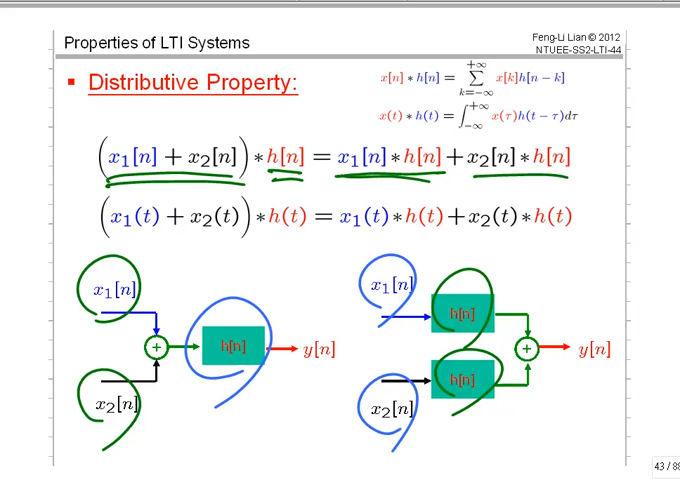 Properties of LTI Systems
Feng-Li Lian © 2012
NTUEE-SS2-LTI-44
▪ Distributive Property:
x[n] * h[n] = ∑_{k=-∞}^{+∞} x[k]h[n − k]
x(t) * h(t) = ∫_{-∞}^{+∞} x(τ)h(t − τ)dτ
(x₁[n] + x₂[n]) * h[n] = x₁[n] * h[n] + x₂[n] * h[n]
(x₁(t) + x₂(t)) * h(t) = x₁(t) * h(t) + x₂(t) * h(t)
x₁[n]
+
h[n]
y[n]
x₂[n]
x₁[n]
h[n]
+
y[n]
h[n]
x₂[n]
43 / 88